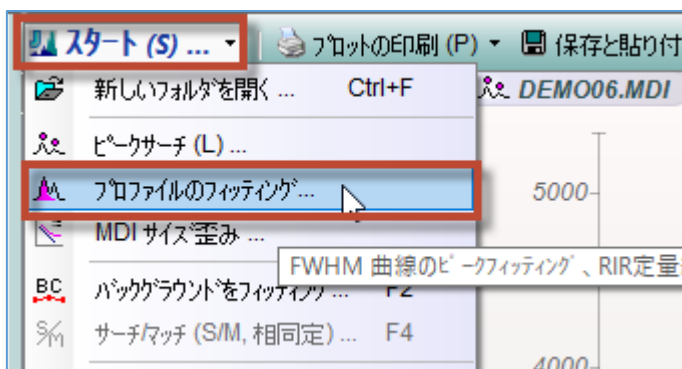 スタート (S) ... プロットの印刷 (P) 保存と貼り付
新しいフォルダを開く ... Ctrl+F
DEMO06.MDI
ピークサーチ (L) ...
プロファイルのフィッティング...
5000
MDI サイズ歪み ...
FWHM 曲線のピークフィッティング、RIR定量
BC バックグラウンドをフィッティング ... F2
S/M サーチ/マッチ (S/M, 相同定) ... F4
4000